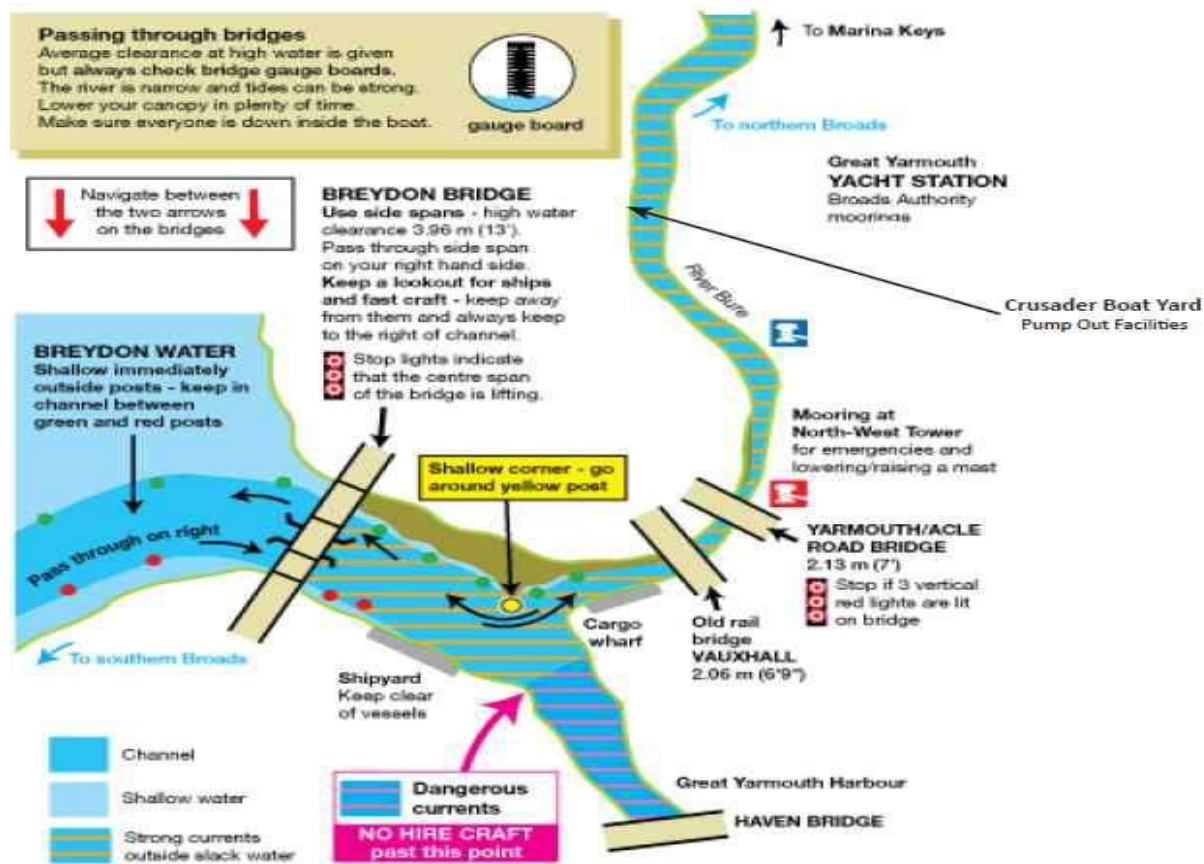 Passing through bridges
Average clearance at high water is given
but always check bridge gauge boards.
The river is narrow and tides can be strong.
Lower your canopy in plenty of time.
Make sure everyone is down inside the boat.
gauge board
To Marina Keys
To northern Broads
Great Yarmouth
YACHT STATION
Broads Authority
moorings
Navigate between
the two arrows
on the bridges
BREYDON BRIDGE
Use side spans - high water
clearance 3.96 m (13').
Pass through side span
on your right hand side.
Keep a lookout for ships
and fast craft - keep away
from them and always keep
to the right of channel.
Stop lights indicate
that the centre span
of the bridge is lifting.
River Bure
Crusader Boat Yard
Pump Out Facilities
BREYDON WATER
Shallow immediately
outside posts - keep in
channel between
green and red posts
Shallow corner - go
around yellow post
Mooring at
North-West Tower
for emergencies and
lowering/raising a mast
YARMOUTH/ACLE
ROAD BRIDGE
2.13 m (7')
Stop if 3 vertical
red lights are lit
on bridge
Pass through on right
To southern Broads
Cargo
wharf
Old rail
bridge
VAUXHALL
2.06 m (6'9")
Shipyard
Keep clear
of vessels
Channel
Shallow water
Strong currents
outside slack water
Dangerous
currents
NO HIRE CRAFT
past this point
Great Yarmouth Harbour
HAVEN BRIDGE